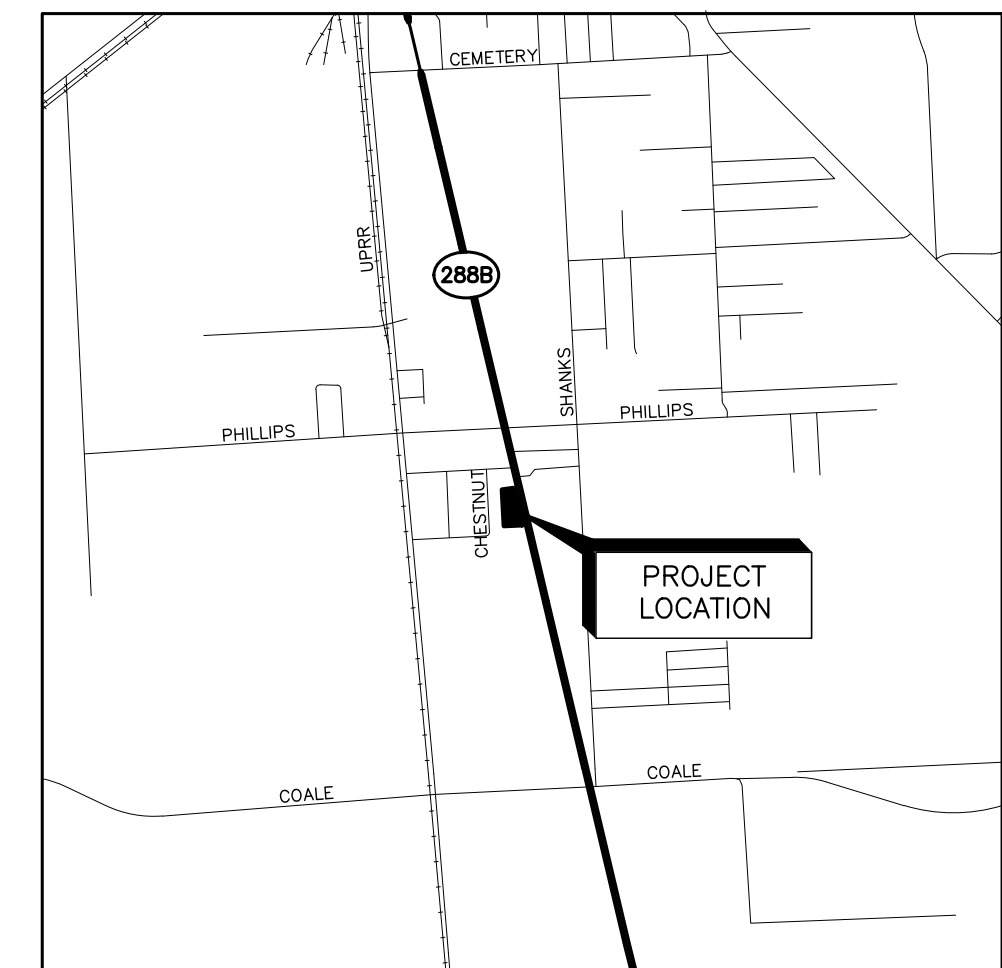 CEMETERY
UPRR
288B
SHANKS
PHILLIPS
PHILLIPS
CHESTNUT
PROJECT
LOCATION
COALE
COALE